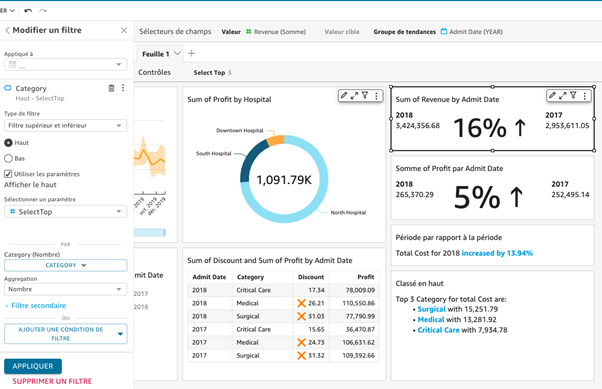 ER
Modifier un filtre
Appliqué à
...
Category
Haut - SelectTop
Type de filtre
Filtre supérieur et inférieur
Haut
Bas
Utiliser les paramètres
Afficher le haut
Sélectionner un paramètre
# SelectTop
PAR
Category (Nombre)
CATEGORY
Aggregation
Nombre
+ Filtre secondaire
OU
AJOUTER UNE CONDITION DE FILTRE
APPLIQUER
SUPPRIMER UN FILTRE
Sélecteurs de champs
Valeur # Revenue (Somme)
Valeur cible
Groupe de tendances Admit Date (YEAR)
Feuille 1
Contrôles
Select Top 3
oct. 2019
déc. 2019
Sum of Profit by Hospital
Downtown Hospital
South Hospital
1,091.79K
North Hospital
Sum of Revenue by Admit Date
2018 2017
3,424,356.68 16% ↑ 2,953,611.05
Somme of Profit par Admit Date
2018 2017
265,370.29 5% ↑ 252,495.14
Période par rapport à la période
Total Cost for 2018 increased by 13.94%
mit Date
2017
2018
Sum of Discount and Sum of Profit by Admit Date
Admit Date Category Discount Profit
2018 Critical Care 17.34 78,009.09
2018 Medical 26.21 110,550.86
2018 Surgical 31.03 77,790.99
2017 Critical Care 15.65 36,470.87
2017 Medical 24.73 106,631.62
2017 Surgical 31.32 109,392.66
Classé en haut
Top 3 Category for total Cost are:
• Surgical with 15,251.79
• Medical with 13,281.92
• Critical Care with 7,934.78